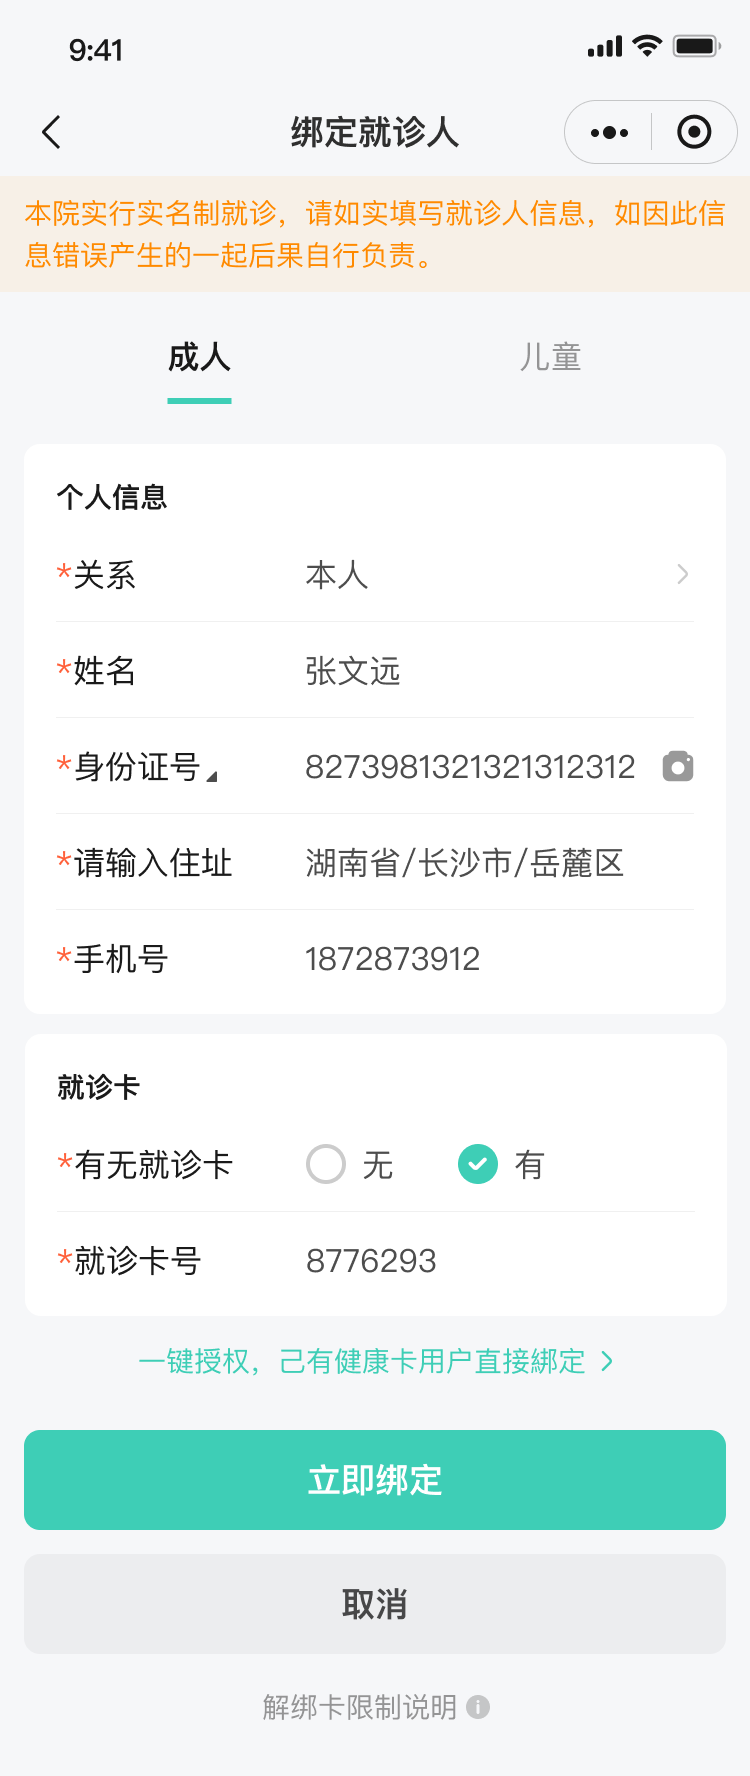 9:41
绑定就诊人
本院实行实名制就诊，请如实填写就诊人信息，如因此信
息错误产生的一起后果自行负责。
成人 儿童
个人信息
*关系 本人
*姓名 张文远
*身份证号 8273981321321312312
*请输入住址 湖南省/长沙市/岳麓区
*手机号 1872873912
就诊卡
*有无就诊卡 无 有
*就诊卡号 8776293
一键授权，己有健康卡用户直接綁定
立即绑定
取消
解绑卡限制说明